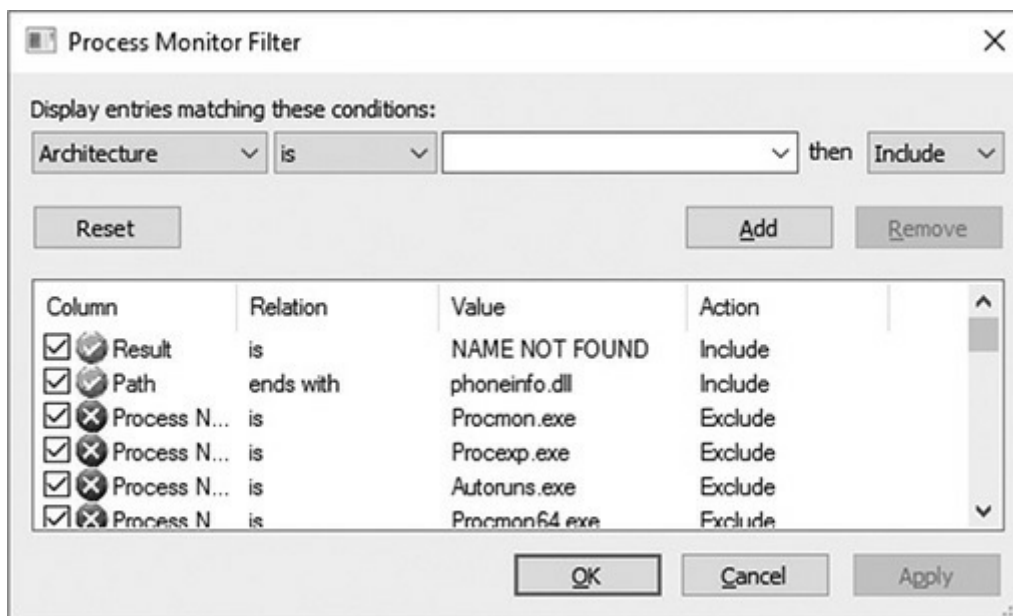 Process Monitor Filter
Display entries matching these conditions:
Architecture is then Include
Reset Add Remove
Column Relation Value Action
Result is NAME NOT FOUND Include
Path ends with phoneinfo.dll Include
Process N... is Procmon.exe Exclude
Process N... is Procexp.exe Exclude
Process N... is Autoruns.exe Exclude
Process N is Procmon64.exe Exclude
OK Cancel Apply